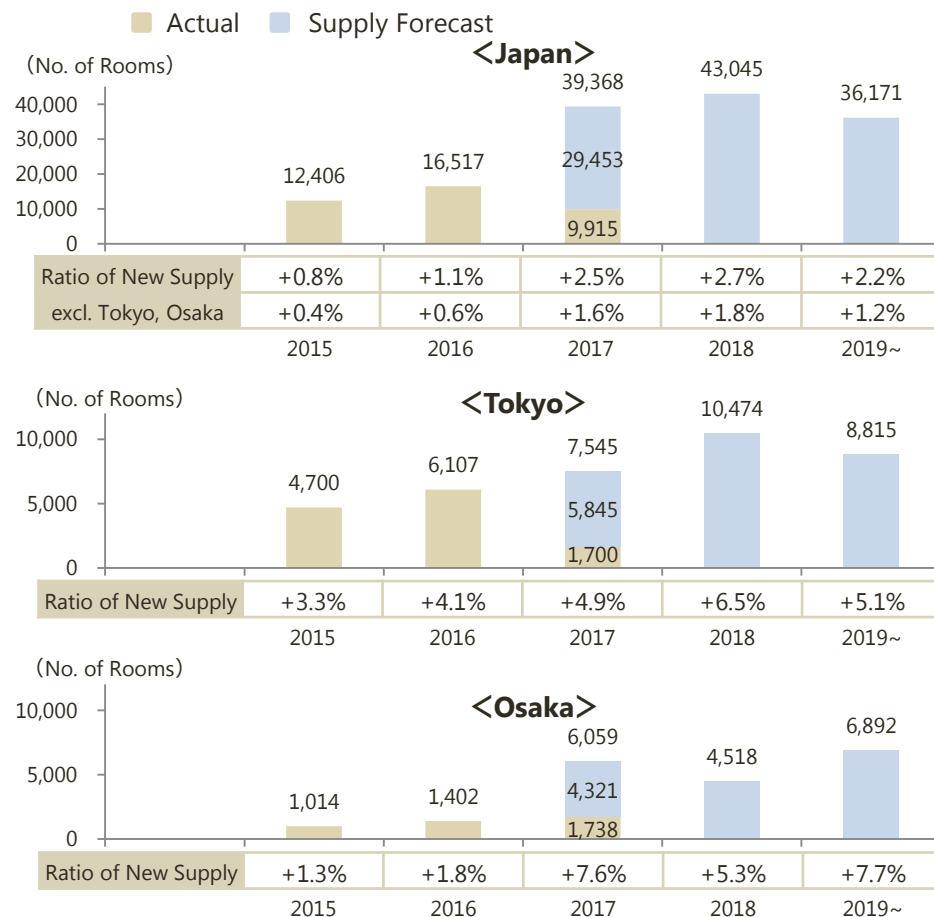 Actual Supply Forecast
<Japan>
(No. of Rooms)
39,368 43,045 36,171
40,000
30,000
29,453
20,000
12,406 16,517
10,000
9,915
0
Ratio of New Supply +0.8% +1.1% +2.5% +2.7% +2.2%
excl. Tokyo, Osaka +0.4% +0.6% +1.6% +1.8% +1.2%
2015 2016 2017 2018 2019~
(No. of Rooms)
<Tokyo>
10,474
10,000
7,545 8,815
4,700 6,107
5,845
5,000
1,700
0
Ratio of New Supply +3.3% +4.1% +4.9% +6.5% +5.1%
2015 2016 2017 2018 2019~
(No. of Rooms)
<Osaka>
10,000
6,059 4,518 6,892
5,000
1,014 1,402 4,321
1,738
0
Ratio of New Supply +1.3% +1.8% +7.6% +5.3% +7.7%
2015 2016 2017 2018 2019~